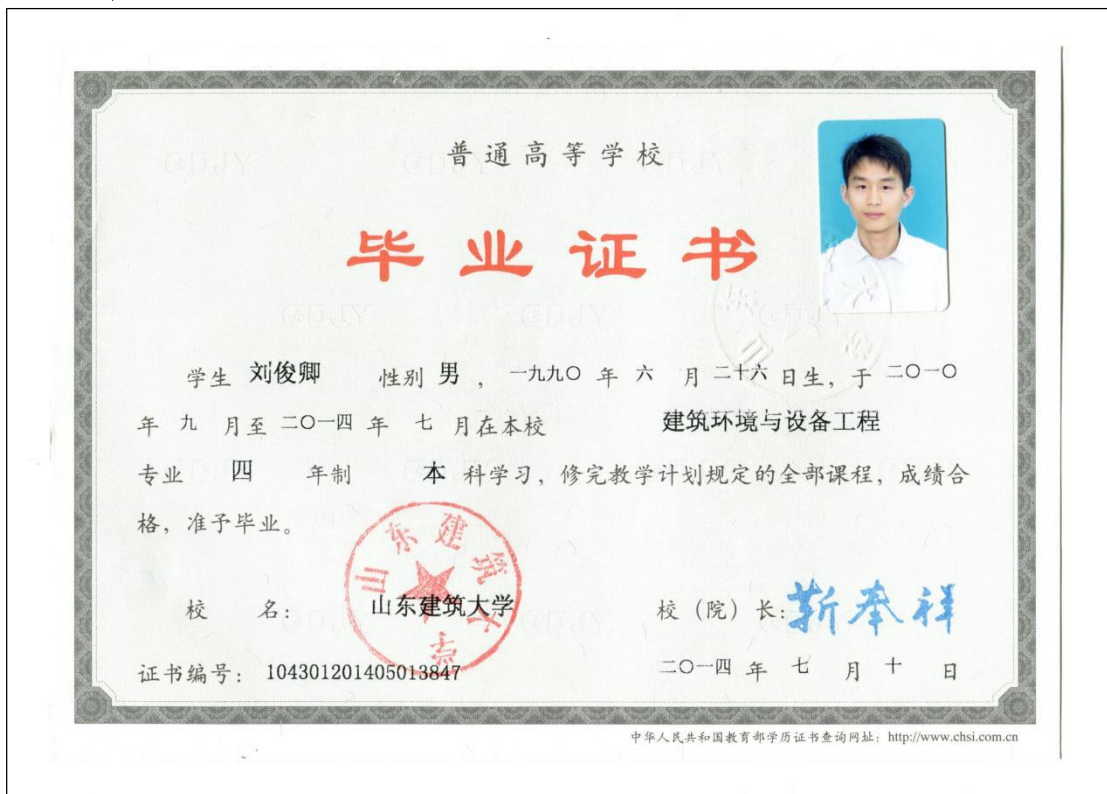 普通高等学校
毕业证书
学生 刘俊卿 性别 男 ， 一九九〇 年 六 月 二十六 日生，于 二〇一〇
年 九 月至 二〇一四 年 七 月在本校 建筑环境与设备工程
专业 四 年制 本 科学习，修完教学计划规定的全部课程，成绩合
格，准予毕业。
山东建筑大学
校 名： 山东建筑大学 校（院）长：靳奉祥
证书编号： 104301201405013847 二〇一四 年 七 月 十 日
中华人民共和国教育部学历证书查询网址：http://www.chsi.com.cn